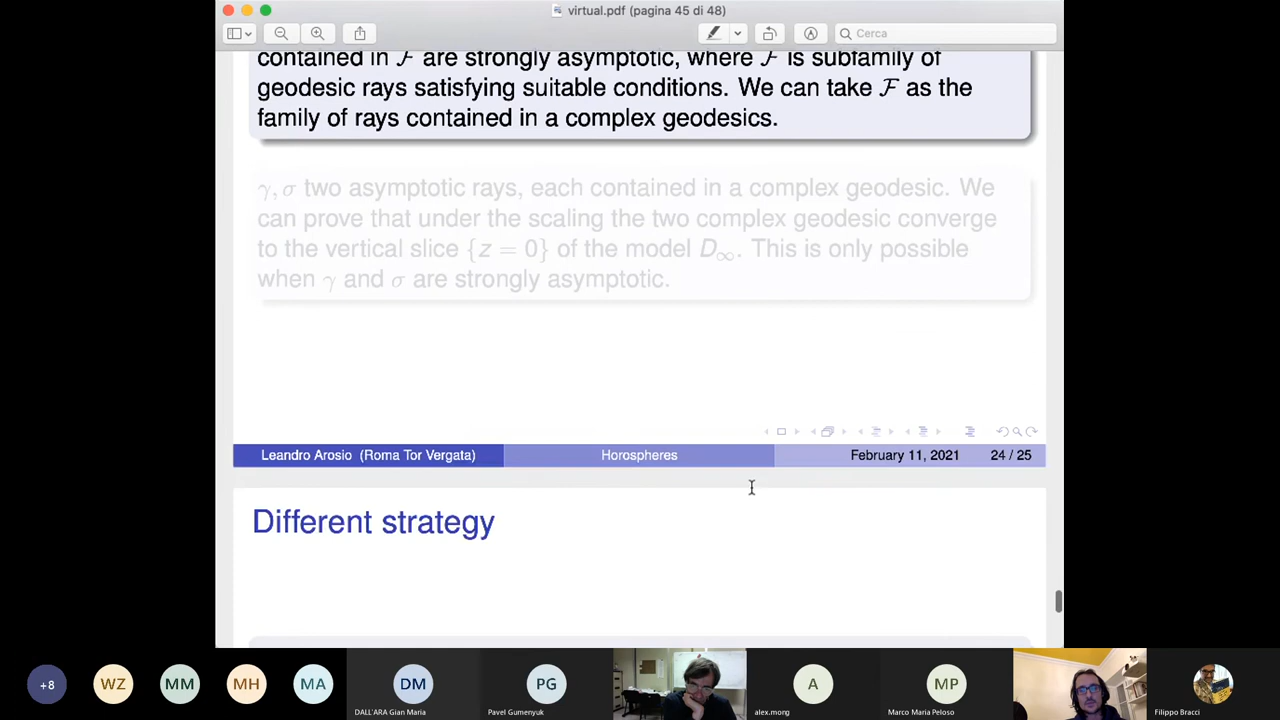 virtual.pdf (pagina 45 di 48)
Cerca
contained in ℱ are strongly asymptotic, where ℱ is subfamily of
geodesic rays satisfying suitable conditions. We can take ℱ as the
family of rays contained in a complex geodesics.
γ, σ two asymptotic rays, each contained in a complex geodesic. We
can prove that under the scaling the two complex geodesic converge
to the vertical slice {z = 0} of the model D∞. This is only possible
when γ and σ are strongly asymptotic.
Leandro Arosio (Roma Tor Vergata) Horospheres February 11, 2021 24 / 25
Different strategy
+8 WZ MM MH MA DM PG A MP
DALL'ARA Gian Maria Pavel Gumenyuk alex.mong Marco Maria Peloso Filippo Bracci